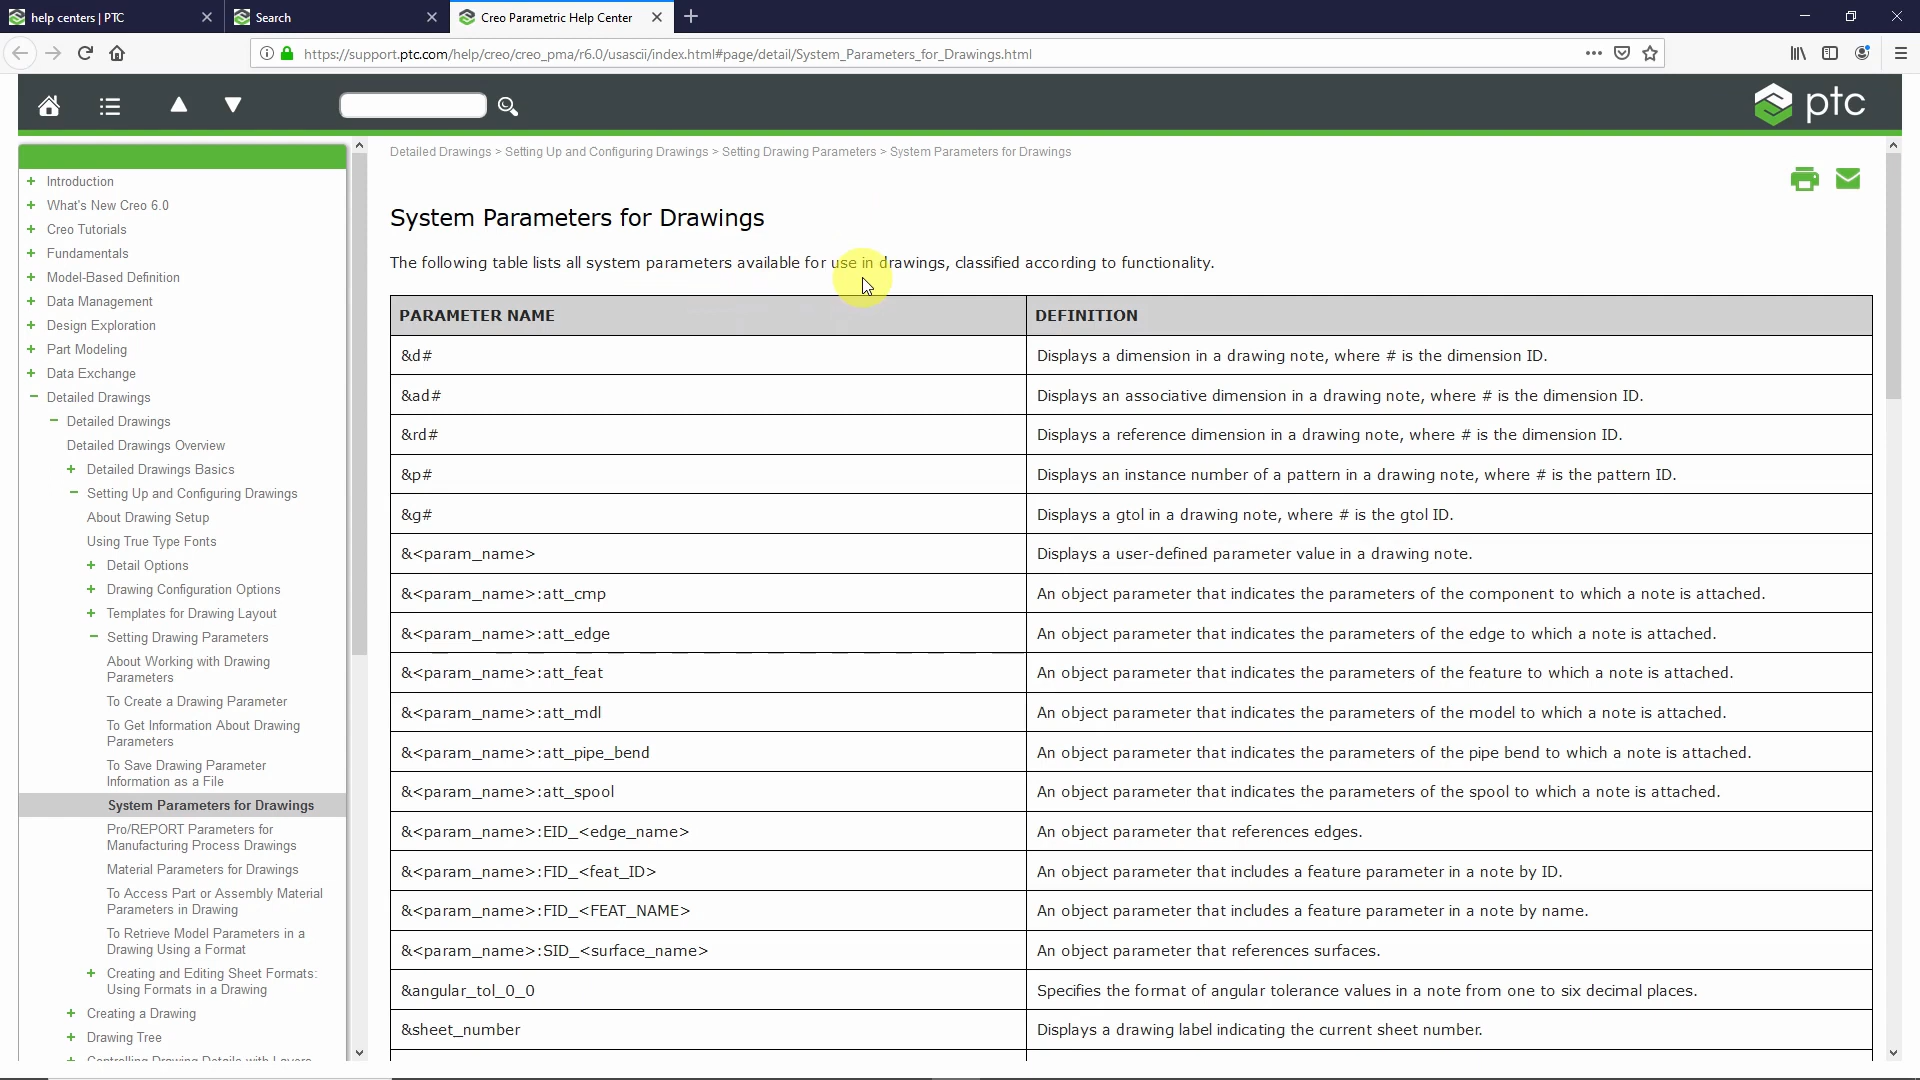 help centers | PTC
Search
Creo Parametric Help Center
https://support.ptc.com/help/creo/creo_pma/r6.0/usascii/index.html#page/detail/System_Parameters_for_Drawings.html
ptc
Introduction
What's New Creo 6.0
Creo Tutorials
Fundamentals
Model-Based Definition
Data Management
Design Exploration
Part Modeling
Data Exchange
Detailed Drawings
Detailed Drawings
Detailed Drawings Overview
Detailed Drawings Basics
Setting Up and Configuring Drawings
About Drawing Setup
Using True Type Fonts
Detail Options
Drawing Configuration Options
Templates for Drawing Layout
Setting Drawing Parameters
About Working with Drawing
Parameters
To Create a Drawing Parameter
To Get Information About Drawing
Parameters
To Save Drawing Parameter
Information as a File
System Parameters for Drawings
Pro/REPORT Parameters for
Manufacturing Process Drawings
Material Parameters for Drawings
To Access Part or Assembly Material
Parameters in Drawing
To Retrieve Model Parameters in a
Drawing Using a Format
Creating and Editing Sheet Formats:
Using Formats in a Drawing
Creating a Drawing
Drawing Tree
Controlling Drawing Details with Layers
Detailed Drawings > Setting Up and Configuring Drawings > Setting Drawing Parameters > System Parameters for Drawings
System Parameters for Drawings
The following table lists all system parameters available for use in drawings, classified according to functionality.
PARAMETER NAME DEFINITION
&d# Displays a dimension in a drawing note, where # is the dimension ID.
&ad# Displays an associative dimension in a drawing note, where # is the dimension ID.
&rd# Displays a reference dimension in a drawing note, where # is the dimension ID.
&p# Displays an instance number of a pattern in a drawing note, where # is the pattern ID.
&g# Displays a gtol in a drawing note, where # is the gtol ID.
&<param_name> Displays a user-defined parameter value in a drawing note.
&<param_name>:att_cmp An object parameter that indicates the parameters of the component to which a note is attached.
&<param_name>:att_edge An object parameter that indicates the parameters of the edge to which a note is attached.
&<param_name>:att_feat An object parameter that indicates the parameters of the feature to which a note is attached.
&<param_name>:att_mdl An object parameter that indicates the parameters of the model to which a note is attached.
&<param_name>:att_pipe_bend An object parameter that indicates the parameters of the pipe bend to which a note is attached.
&<param_name>:att_spool An object parameter that indicates the parameters of the spool to which a note is attached.
&<param_name>:EID_<edge_name> An object parameter that references edges.
&<param_name>:FID_<feat_ID> An object parameter that includes a feature parameter in a note by ID.
&<param_name>:FID_<FEAT_NAME> An object parameter that includes a feature parameter in a note by name.
&<param_name>:SID_<surface_name> An object parameter that references surfaces.
&angular_tol_0_0 Specifies the format of angular tolerance values in a note from one to six decimal places.
&sheet_number Displays a drawing label indicating the current sheet number.